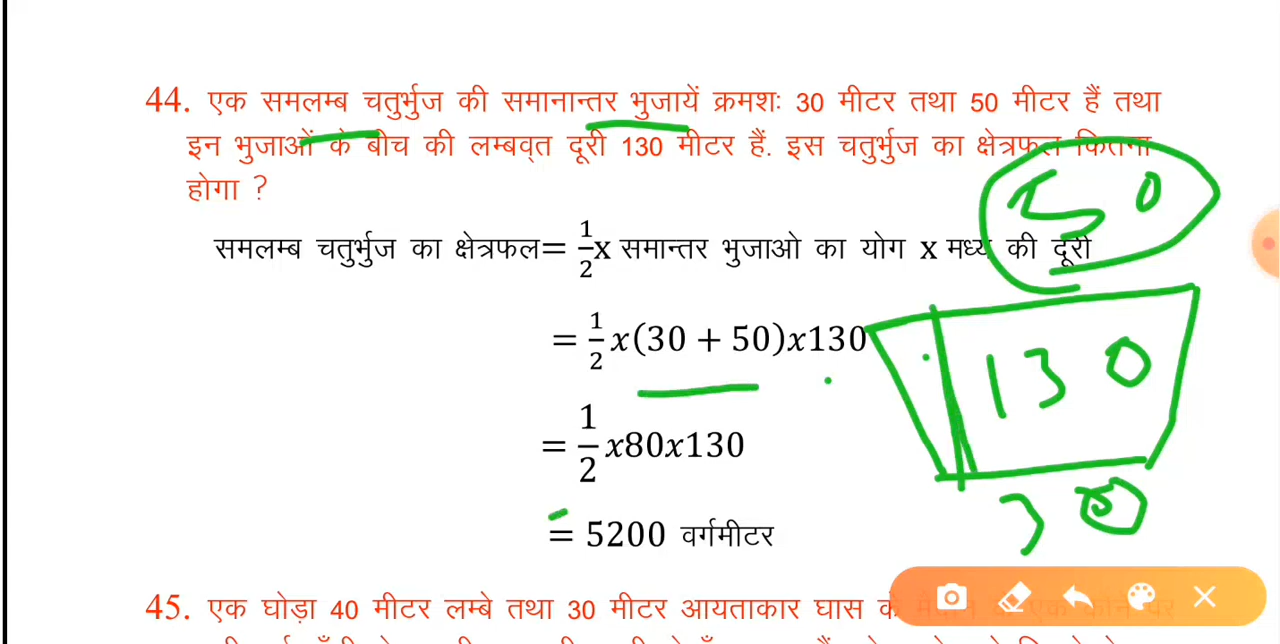 44. एक समलम्ब चतुर्भुज की समानान्तर भुजायें क्रमशः 30 मीटर तथा 50 मीटर हैं तथा
इन भुजाओं के बीच की लम्बव्त दूरी 130 मीटर हैं. इस चतुर्भुज का क्षेत्रफल कितना
होगा ?
50
समलम्ब चतुर्भुज का क्षेत्रफल= 1/2 x समान्तर भुजाओ का योग x मध्य की दूरी
= 1/2 x(30 + 50)x130
130
= 1/2 x80x130
30
= 5200 वर्गमीटर
45. एक घोड़ा 40 मीटर लम्बे तथा 30 मीटर आयताकार घास के